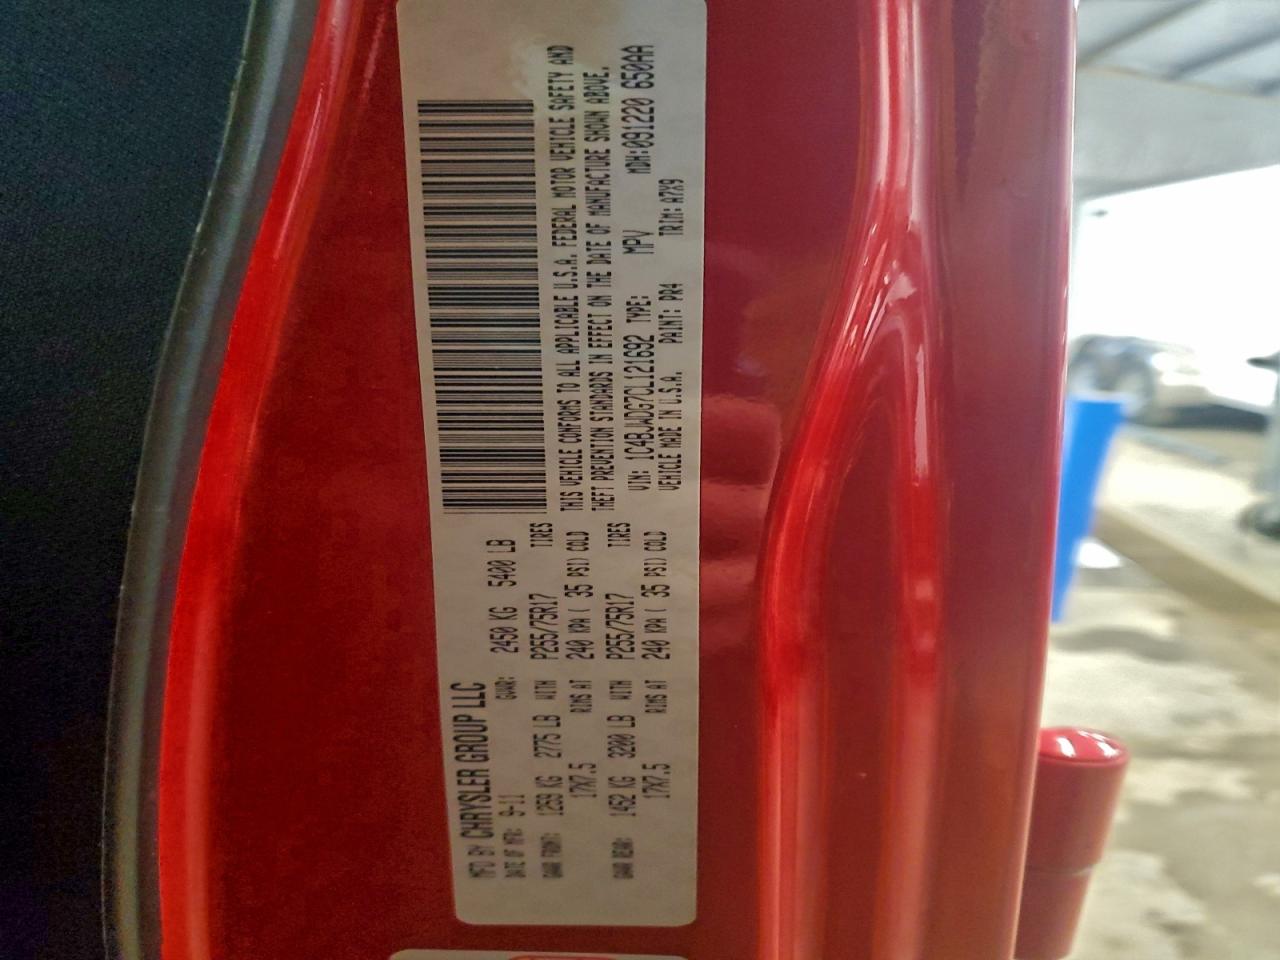 MFD BY CHRYSLER GROUP LLC
DATE OF MFR: 9-11 GVWR: 2450 KG 5400 LB
GAWR FRONT: 1259 KG 2775 LB WITH P255/75R17 TIRES
17X7.5 RIMS AT 240 KPA ( 35 PSI) COLD
GAWR REAR: 1452 KG 3200 LB WITH P255/75R17 TIRES
17X7.5 RIMS AT 240 KPA ( 35 PSI) COLD
THIS VEHICLE CONFORMS TO ALL APPLICABLE U.S.A. FEDERAL MOTOR VEHICLE SAFETY AND
THEFT PREVENTION STANDARDS IN EFFECT ON THE DATE OF MANUFACTURE SHOWN ABOVE.
VIN: 1C4BJWDG7CL121692 TYPE: MPV MDH:091220 650AA
VEHICLE MADE IN U.S.A. PAINT: PR4 TRIM: A7X9